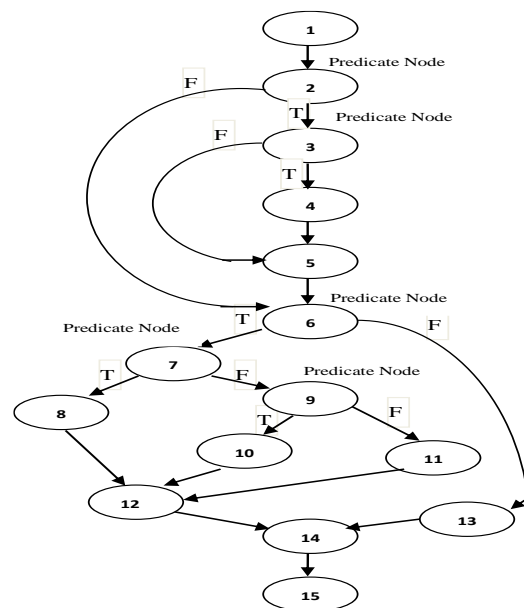 1
Predicate Node
F
2
T
Predicate Node
F
3
T
4
5
Predicate Node
6
T
F
Predicate Node
7
T
F
Predicate Node
9
8
T
F
10
11
12
13
14
15